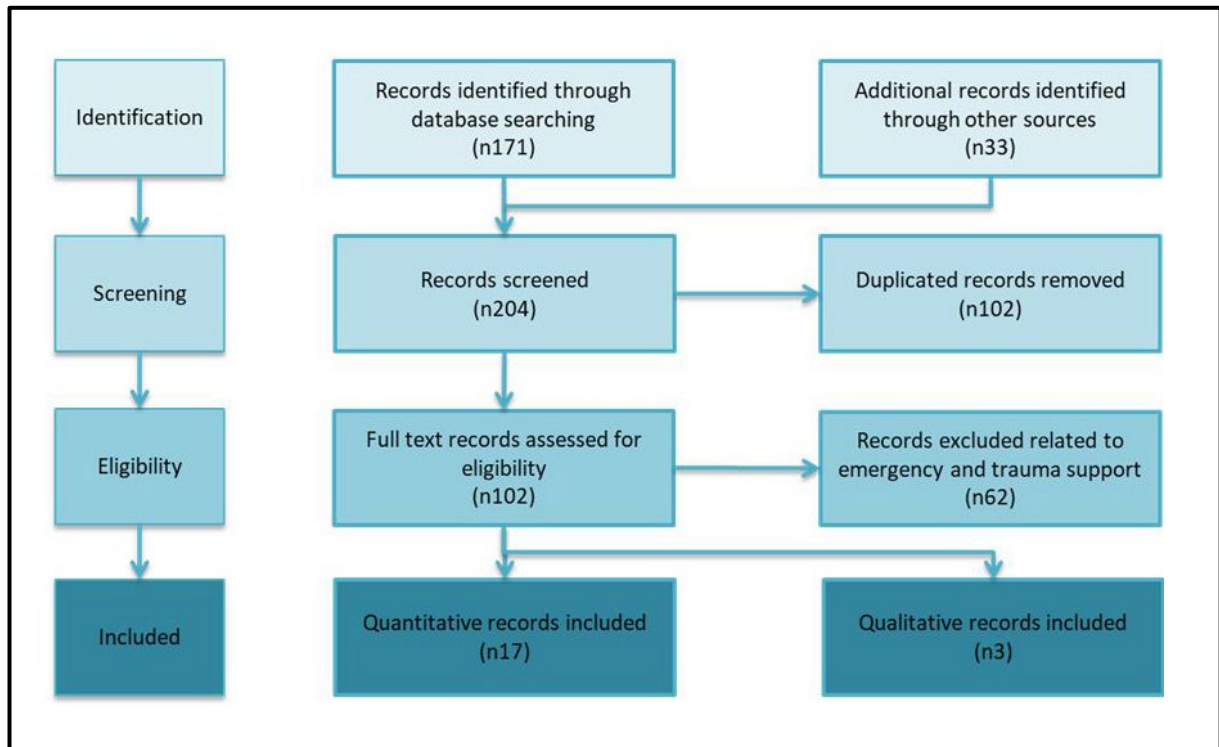 Identification
Records identified through
database searching
(n171)
Additional records identified
through other sources
(n33)
Screening
Records screened
(n204)
Duplicated records removed
(n102)
Eligibility
Full text records assessed for
eligibility
(n102)
Records excluded related to
emergency and trauma support
(n62)
Included
Quantitative records included
(n17)
Qualitative records included
(n3)